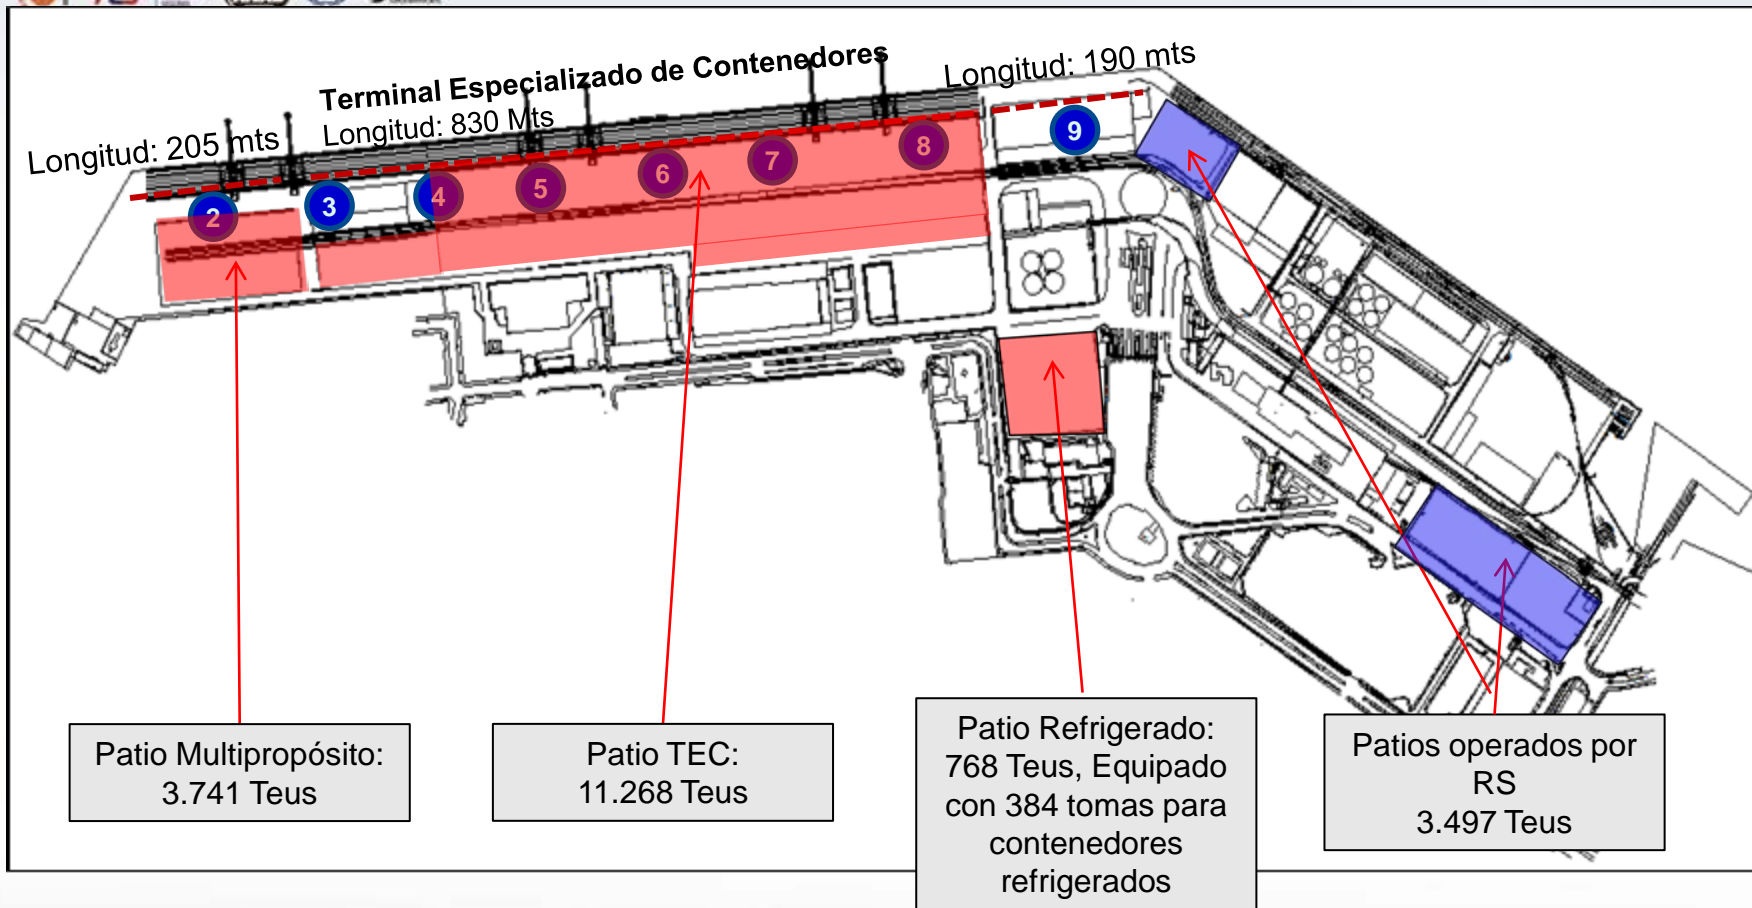 Terminal Especializado de Contenedores
Longitud: 190 mts
Longitud: 830 Mts
Longitud: 205 mts
2
3
4
5
6
7
8
9
Patio Multipropósito:
3.741 Teus
Patio TEC:
11.268 Teus
Patio Refrigerado:
768 Teus, Equipado
con 384 tomas para
contenedores
refrigerados
Patios operados por
RS
3.497 Teus